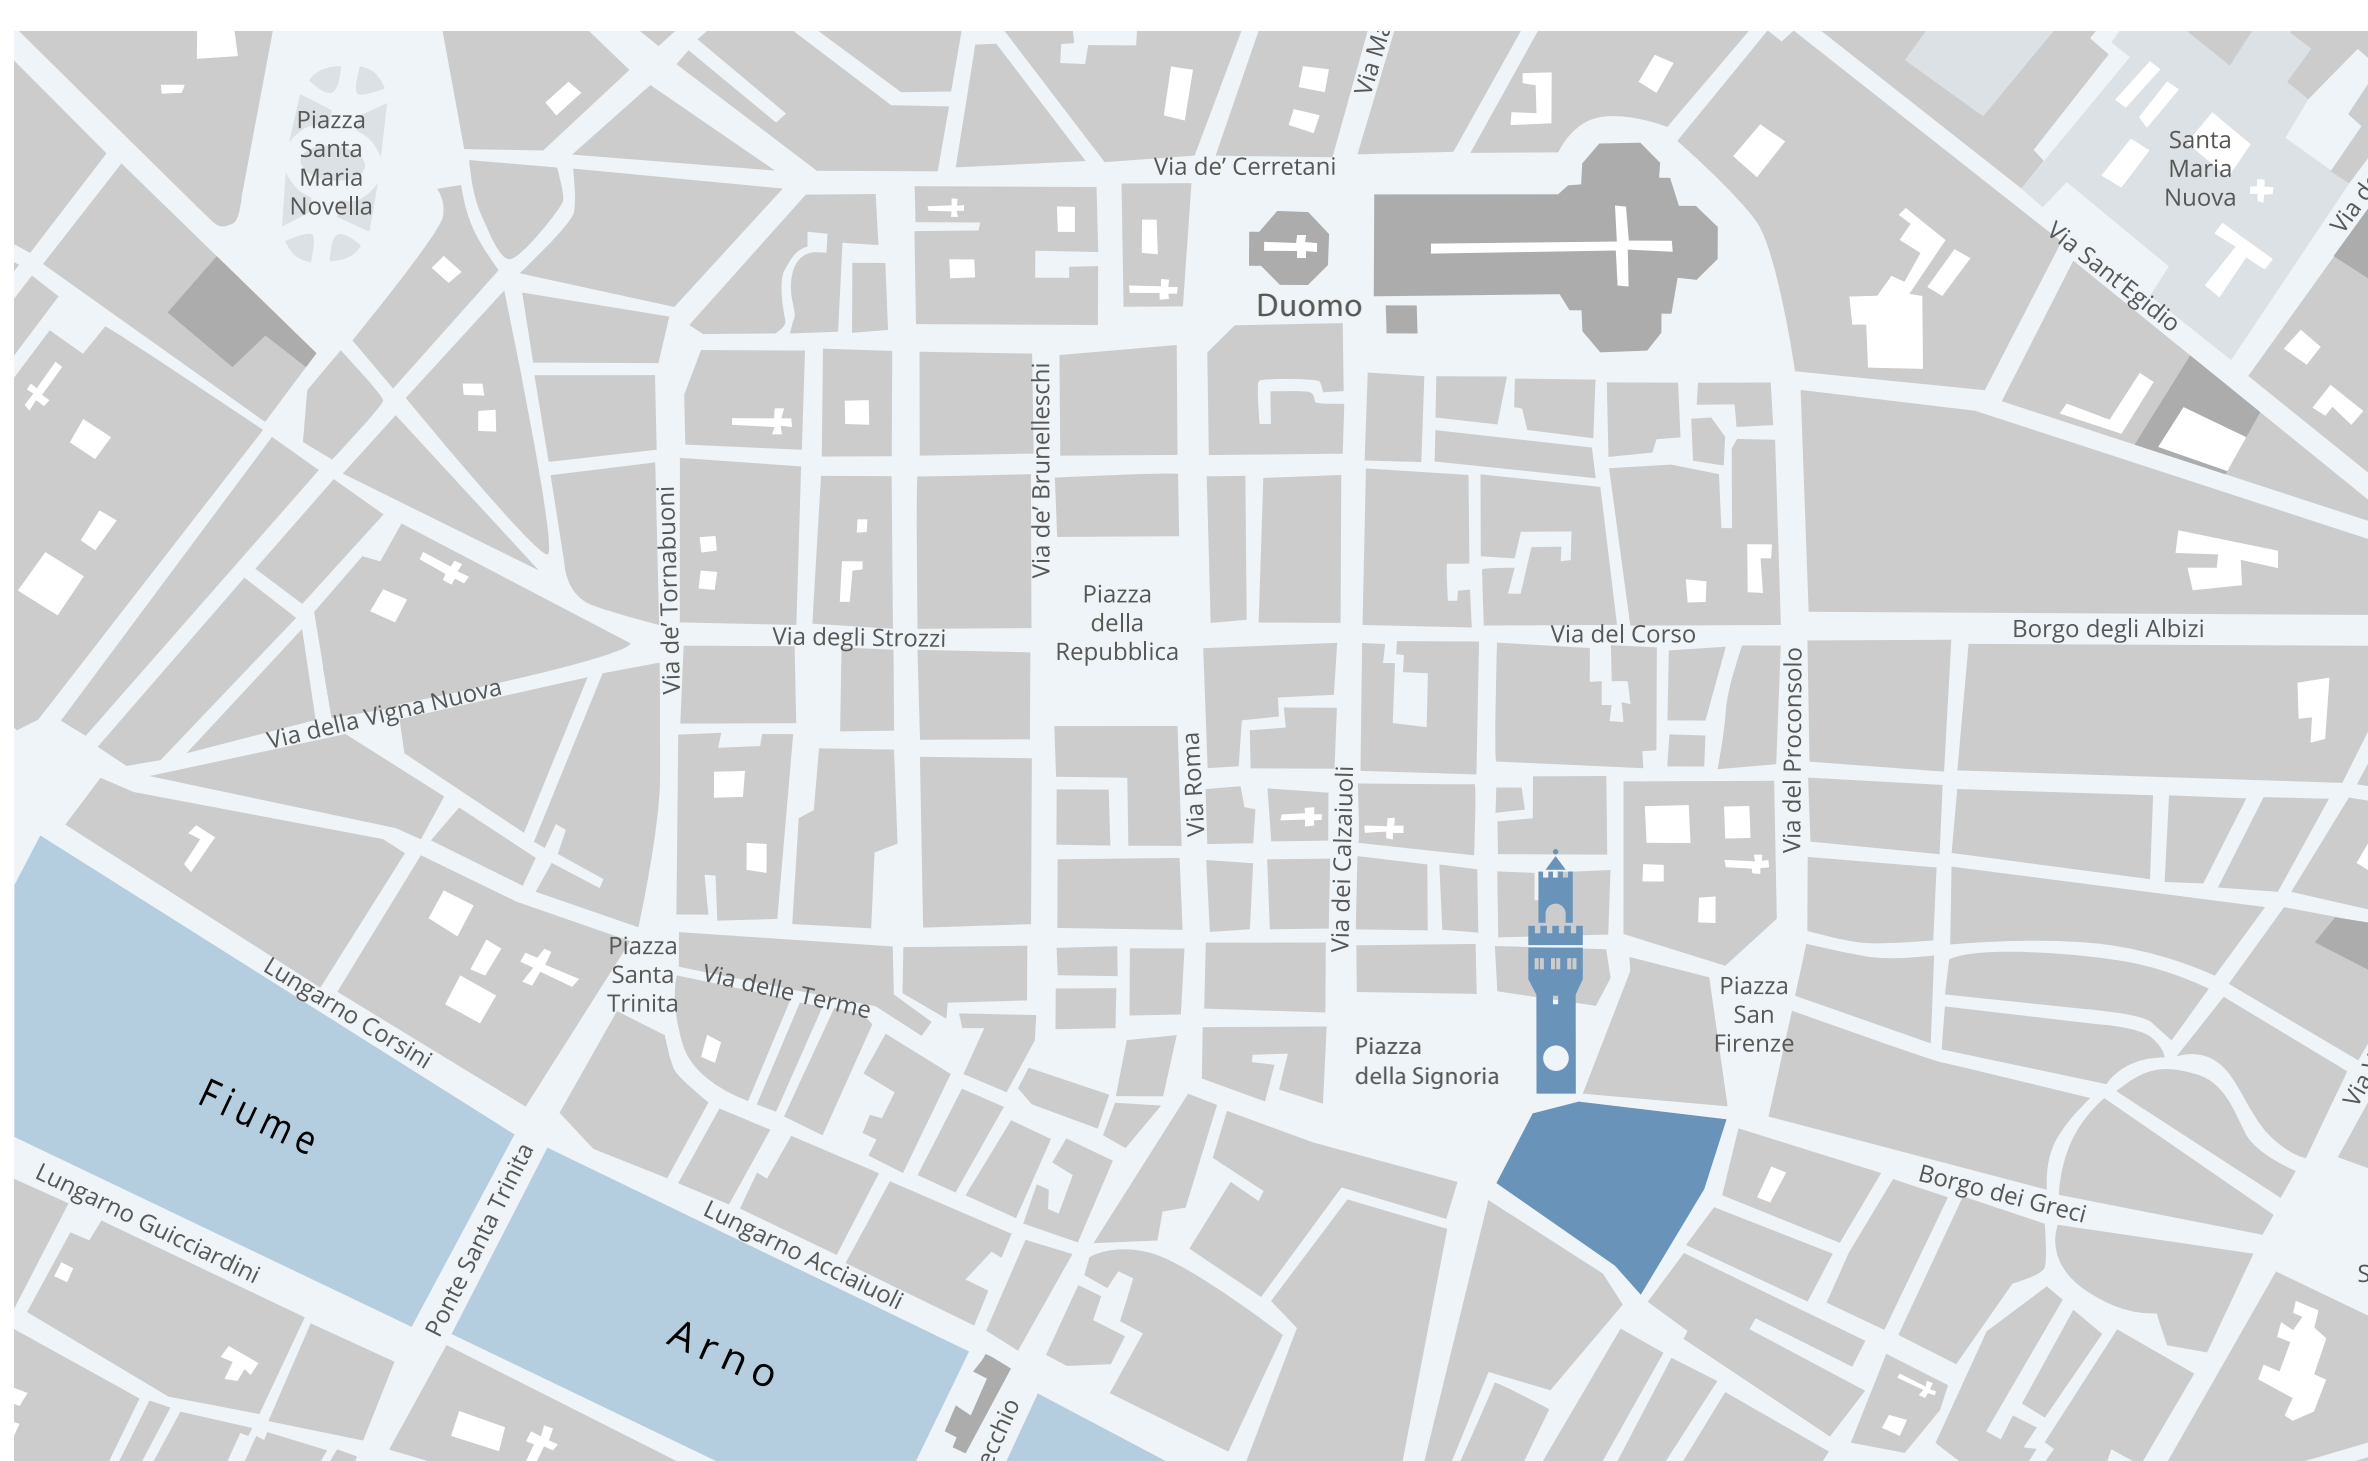 Via Ma
Piazza
Santa
Maria
Novella
Via de’ Cerretani
Santa
Maria
Nuova
Via Sant’Egidio
Duomo
Via de’ Brunelleschi
Via de’ Tornabuoni
Piazza
della
Repubblica
Via degli Strozzi
Via del Corso
Borgo degli Albizi
Via della Vigna Nuova
Via Roma
Via dei Calzaiuoli
Via del Proconsolo
Piazza
Santa
Trinita
Via delle Terme
Lungarno Corsini
Piazza
San
Firenze
Piazza
della Signoria
Fiume
Lungarno Guicciardini
Ponte Santa Trinita
Lungarno Acciaiuoli
Borgo dei Greci
Arno
ecchio